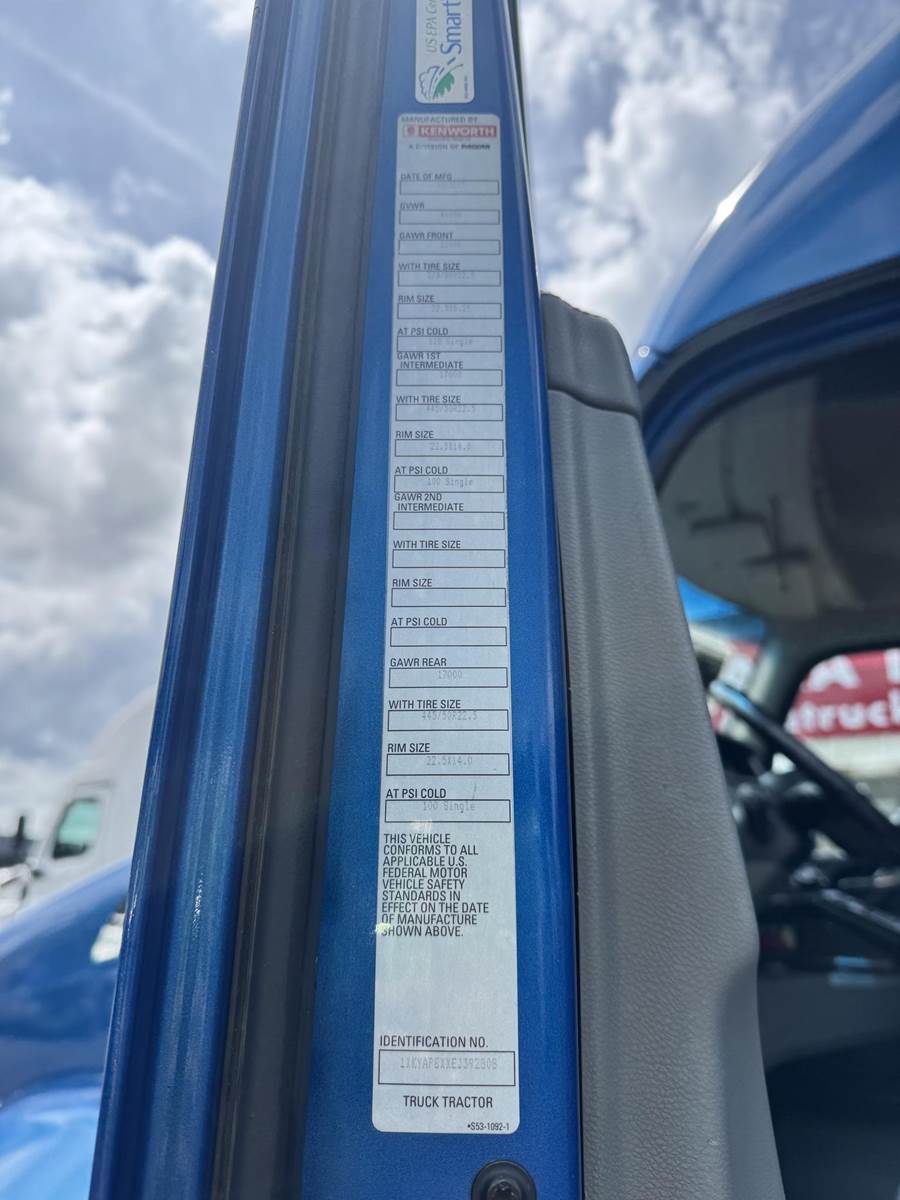 US EPA
Smart
MANUFACTURED BY
KENWORTH
A DIVISION OF PACCAR
DATE OF MFG
GVWR
GAWR FRONT
WITH TIRE SIZE
RIM SIZE
AT PSI COLD
Single
GAWR 1ST
INTERMEDIATE
17000
WITH TIRE SIZE
445/50R22.5
RIM SIZE
22.5X14.0
AT PSI COLD
100 Single
GAWR 2ND
INTERMEDIATE
WITH TIRE SIZE
RIM SIZE
AT PSI COLD
GAWR REAR
17000
WITH TIRE SIZE
445/50R22.5
RIM SIZE
22.5X14.0
AT PSI COLD
100 Single
THIS VEHICLE
CONFORMS TO ALL
APPLICABLE U.S.
FEDERAL MOTOR
VEHICLE SAFETY
STANDARDS IN
EFFECT ON THE DATE
OF MANUFACTURE
SHOWN ABOVE.
IDENTIFICATION NO.
TRUCK TRACTOR
•S53-1092-1
truck